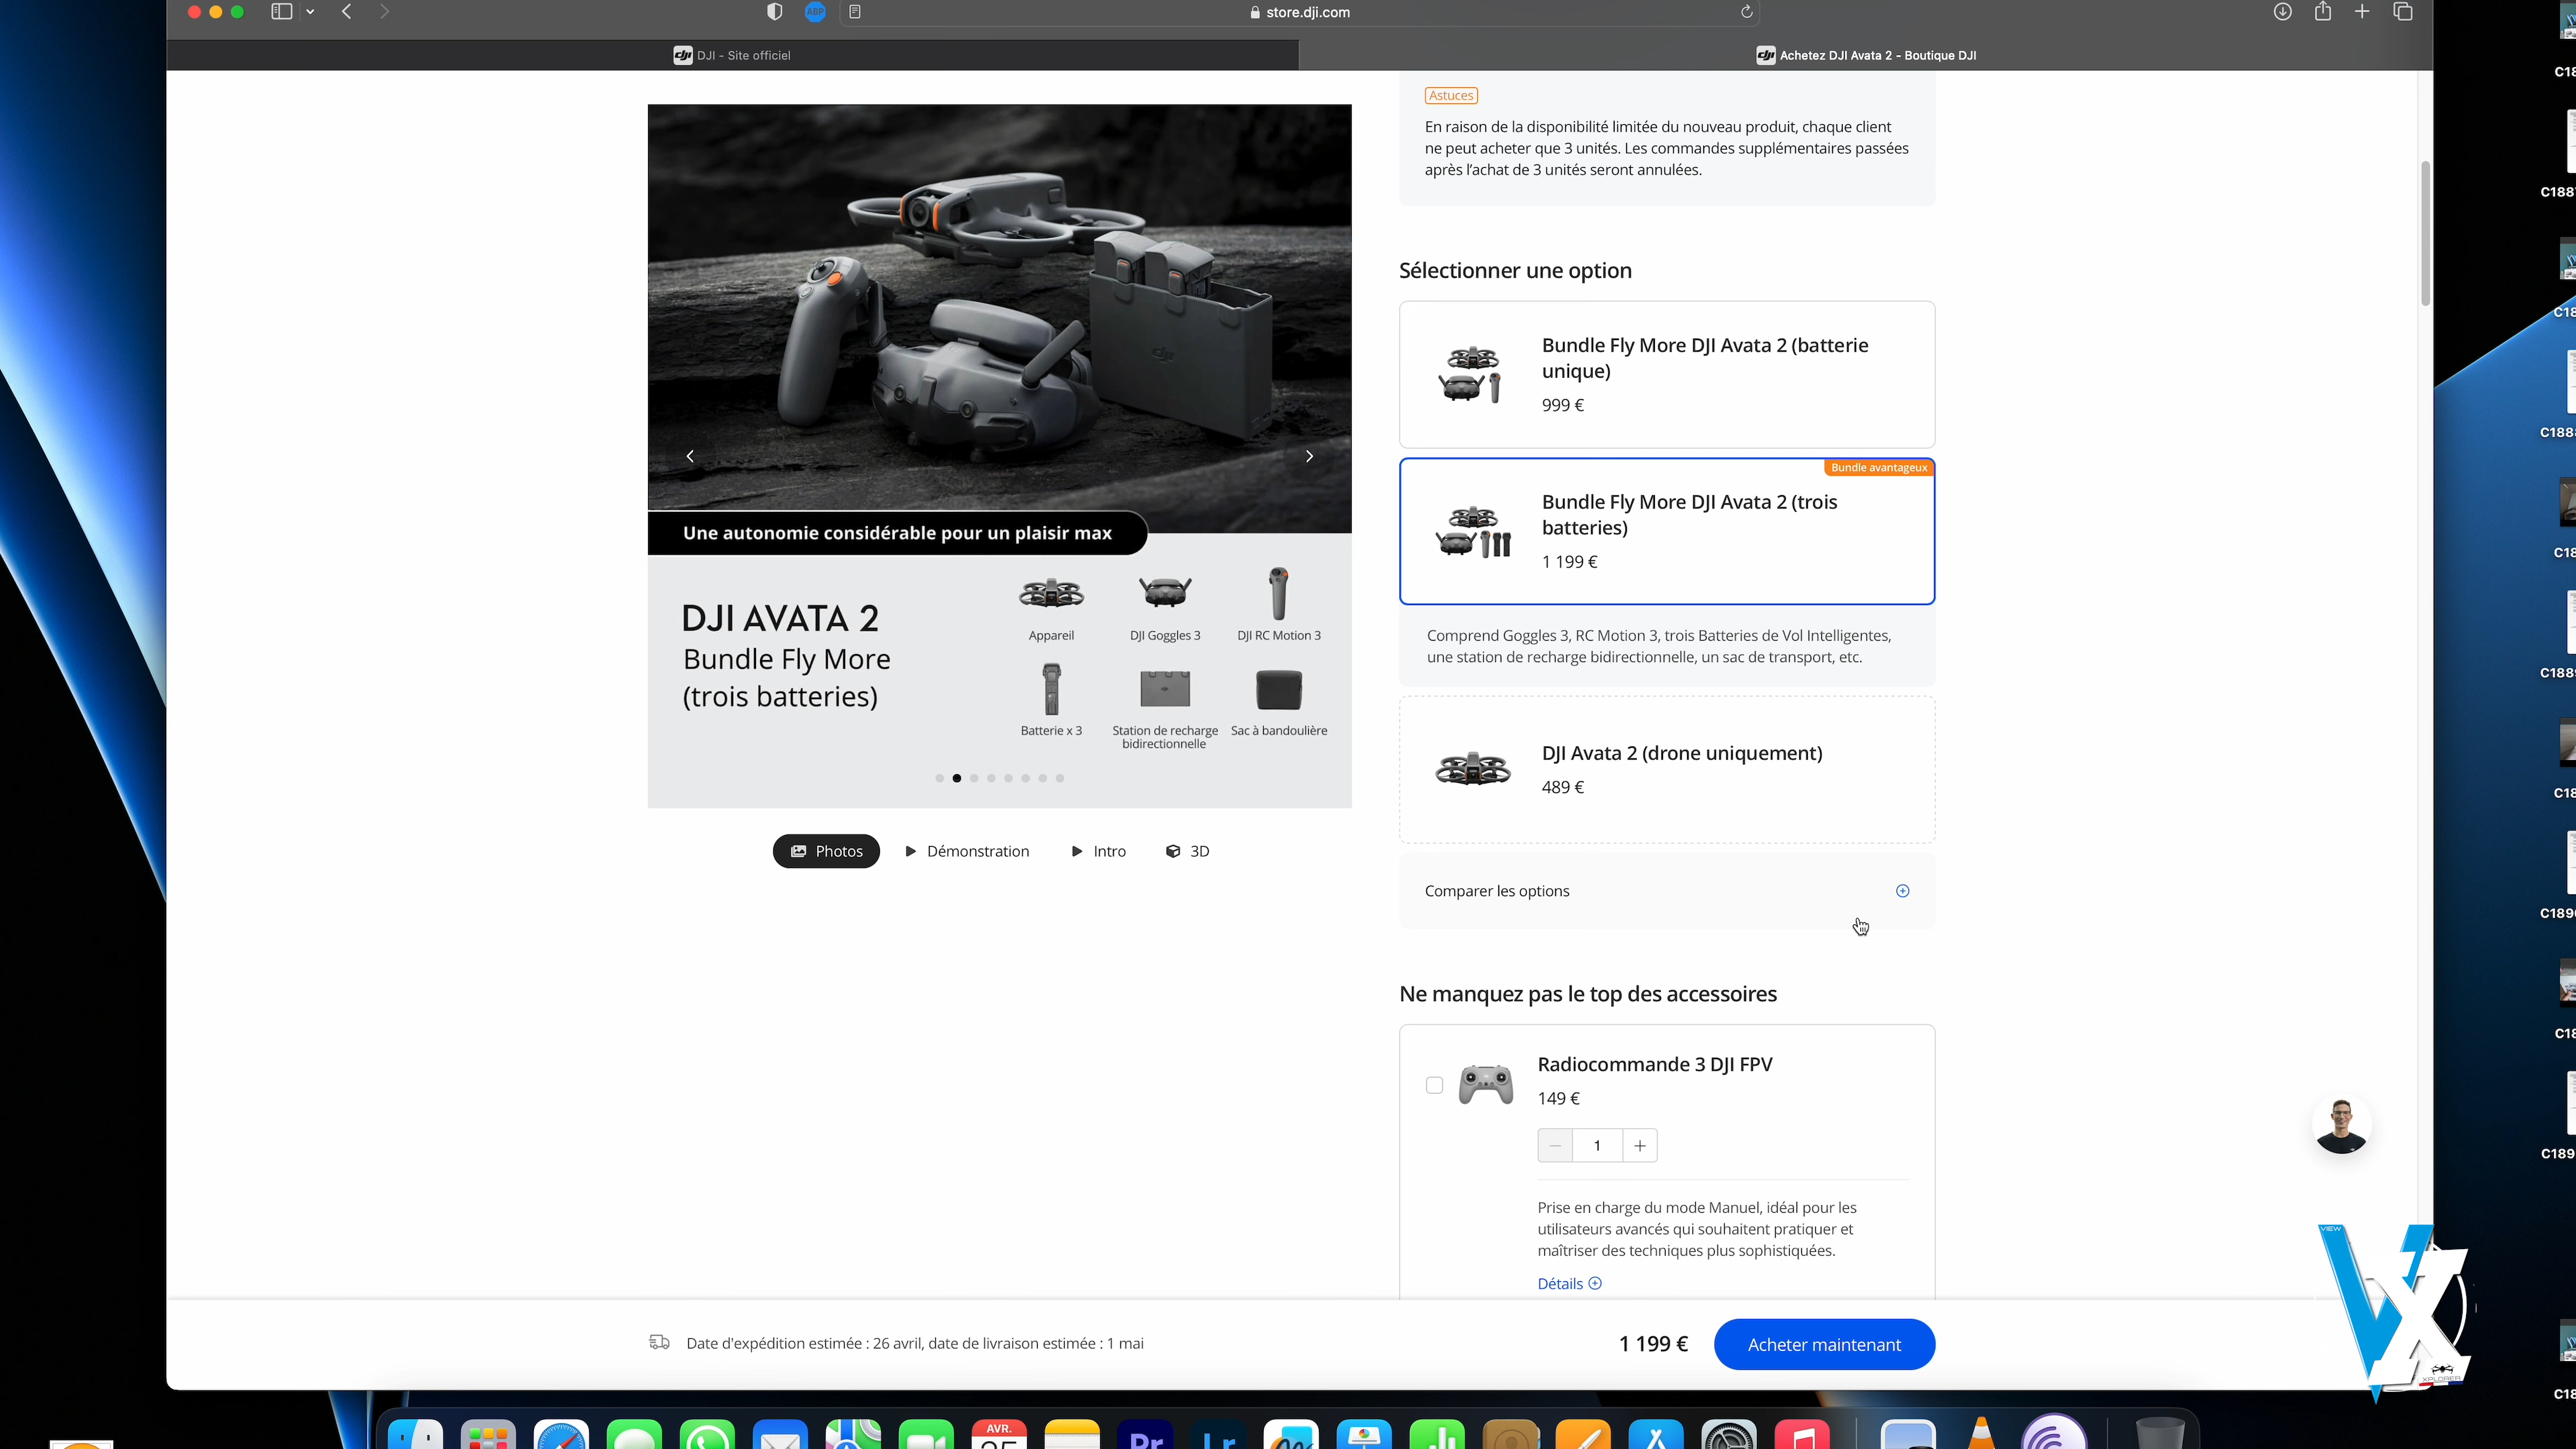 store.dji.com
ABP
DJI - Site officiel
Achetez DJI Avata 2 - Boutique DJI
Astuces
En raison de la disponibilité limitée du nouveau produit, chaque client
ne peut acheter que 3 unités. Les commandes supplémentaires passées
après l'achat de 3 unités seront annulées.
Sélectionner une option
Bundle Fly More DJI Avata 2 (batterie
unique)
999 €
Bundle avantageux
Bundle Fly More DJI Avata 2 (trois
batteries)
1 199 €
Comprend Goggles 3, RC Motion 3, trois Batteries de Vol Intelligentes,
une station de recharge bidirectionnelle, un sac de transport, etc.
DJI Avata 2 (drone uniquement)
489 €
Comparer les options
Une autonomie considérable pour un plaisir max
DJI AVATA 2
Bundle Fly More
(trois batteries)
Appareil
DJI Goggles 3
DJI RC Motion 3
Batterie x 3
Station de recharge
bidirectionnelle
Sac à bandoulière
Photos
Démonstration
Intro
3D
Ne manquez pas le top des accessoires
Radiocommande 3 DJI FPV
149 €
1
Prise en charge du mode Manuel, idéal pour les
utilisateurs avancés qui souhaitent pratiquer et
maîtriser des techniques plus sophistiquées.
Détails
Date d'expédition estimée : 26 avril, date de livraison estimée : 1 mai
1 199 €
Acheter maintenant
VIEW
VX
XPLORER
AVR.
Pr
Lr